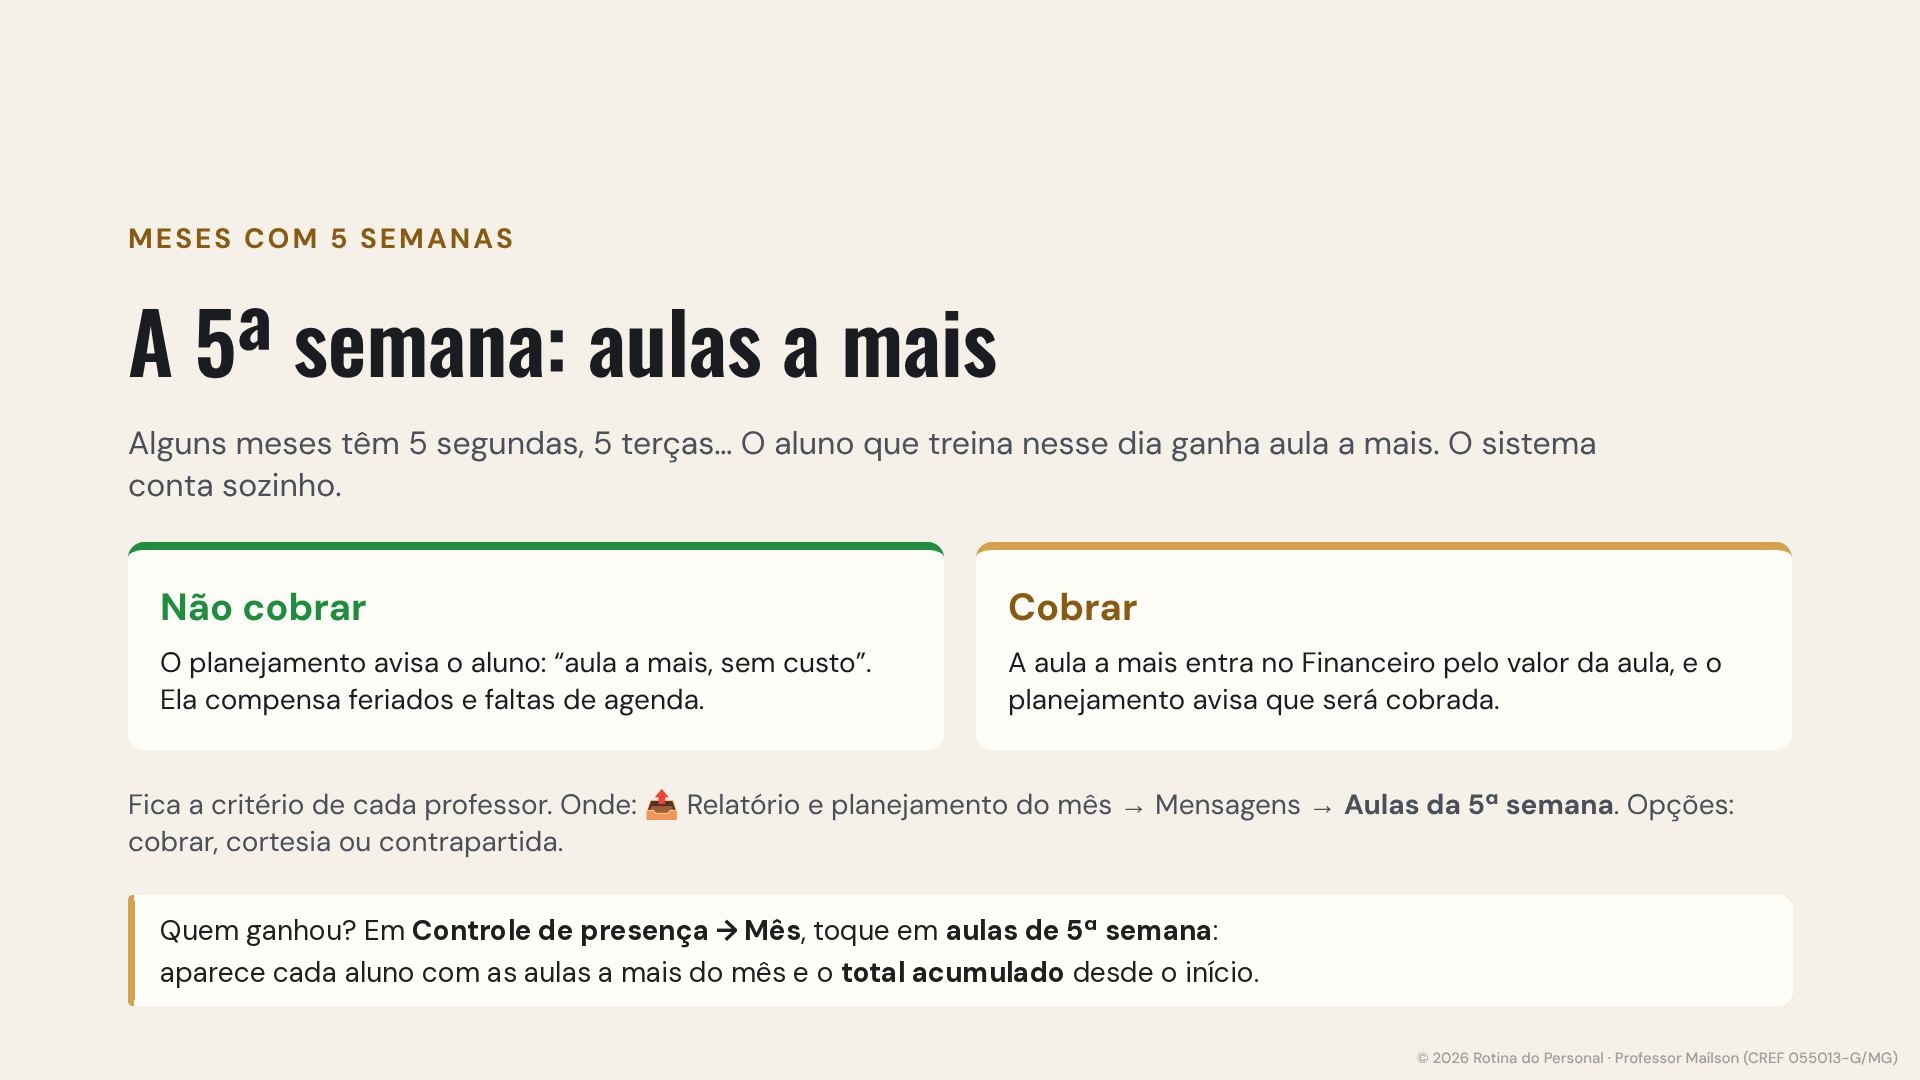 MESES COM 5 SEMANAS
A 5ª semana: aulas a mais
Alguns meses têm 5 segundas, 5 terças… O aluno que treina nesse dia ganha aula a mais. O sistema
conta sozinho.
Não cobrar
O planejamento avisa o aluno: “aula a mais, sem custo”.
Ela compensa feriados e faltas de agenda.
Cobrar
A aula a mais entra no Financeiro pelo valor da aula, e o
planejamento avisa que será cobrada.
Fica a critério de cada professor. Onde: 📤 Relatório e planejamento do mês → Mensagens → Aulas da 5ª semana. Opções:
cobrar, cortesia ou contrapartida.
Quem ganhou? Em Controle de presença → Mês, toque em aulas de 5ª semana:
aparece cada aluno com as aulas a mais do mês e o total acumulado desde o início.
© 2026 Rotina do Personal · Professor Maílson (CREF 055013-G/MG)